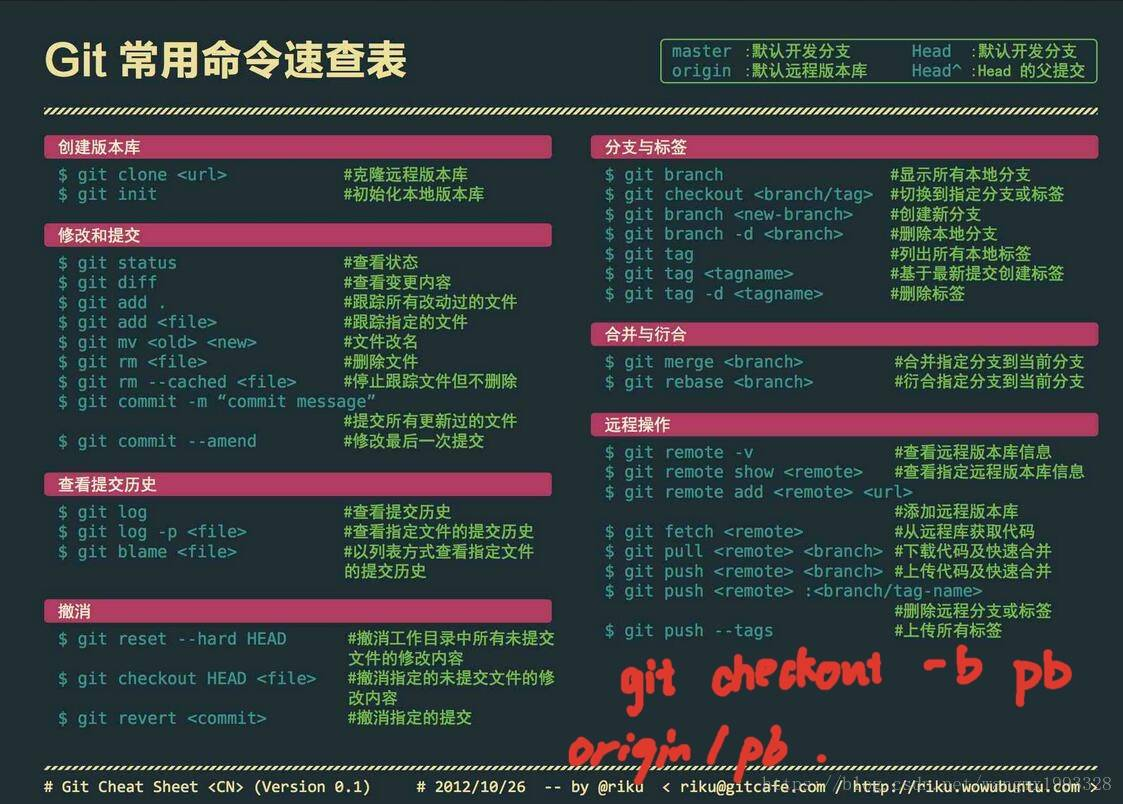 Git 常用命令速查表
master :默认开发分支 Head :默认开发分支
origin :默认远程版本库 Head^ :Head 的父提交
创建版本库
$ git clone <url> #克隆远程版本库
$ git init #初始化本地版本库
修改和提交
$ git status #查看状态
$ git diff #查看变更内容
$ git add . #跟踪所有改动过的文件
$ git add <file> #跟踪指定的文件
$ git mv <old> <new> #文件改名
$ git rm <file> #删除文件
$ git rm --cached <file> #停止跟踪文件但不删除
$ git commit -m “commit message”
#提交所有更新过的文件
$ git commit --amend #修改最后一次提交
查看提交历史
$ git log #查看提交历史
$ git log -p <file> #查看指定文件的提交历史
$ git blame <file> #以列表方式查看指定文件
的提交历史
撤消
$ git reset --hard HEAD #撤消工作目录中所有未提交
文件的修改内容
$ git checkout HEAD <file> #撤消指定的未提交文件的修
改内容
$ git revert <commit> #撤消指定的提交
分支与标签
$ git branch #显示所有本地分支
$ git checkout <branch/tag> #切换到指定分支或标签
$ git branch <new-branch> #创建新分支
$ git branch -d <branch> #删除本地分支
$ git tag #列出所有本地标签
$ git tag <tagname> #基于最新提交创建标签
$ git tag -d <tagname> #删除标签
合并与衍合
$ git merge <branch> #合并指定分支到当前分支
$ git rebase <branch> #衍合指定分支到当前分支
远程操作
$ git remote -v #查看远程版本库信息
$ git remote show <remote> #查看指定远程版本库信息
$ git remote add <remote> <url>
#添加远程版本库
$ git fetch <remote> #从远程库获取代码
$ git pull <remote> <branch> #下载代码及快速合并
$ git push <remote> <branch> #上传代码及快速合并
$ git push <remote> :<branch/tag-name>
#删除远程分支或标签
$ git push --tags #上传所有标签
git checkout -b pb
origin/pb .
# Git Cheat Sheet <CN> (Version 0.1) # 2012/10/26 -- by @riku < riku@gitcafe.com / http://riku.wowubuntu.com >